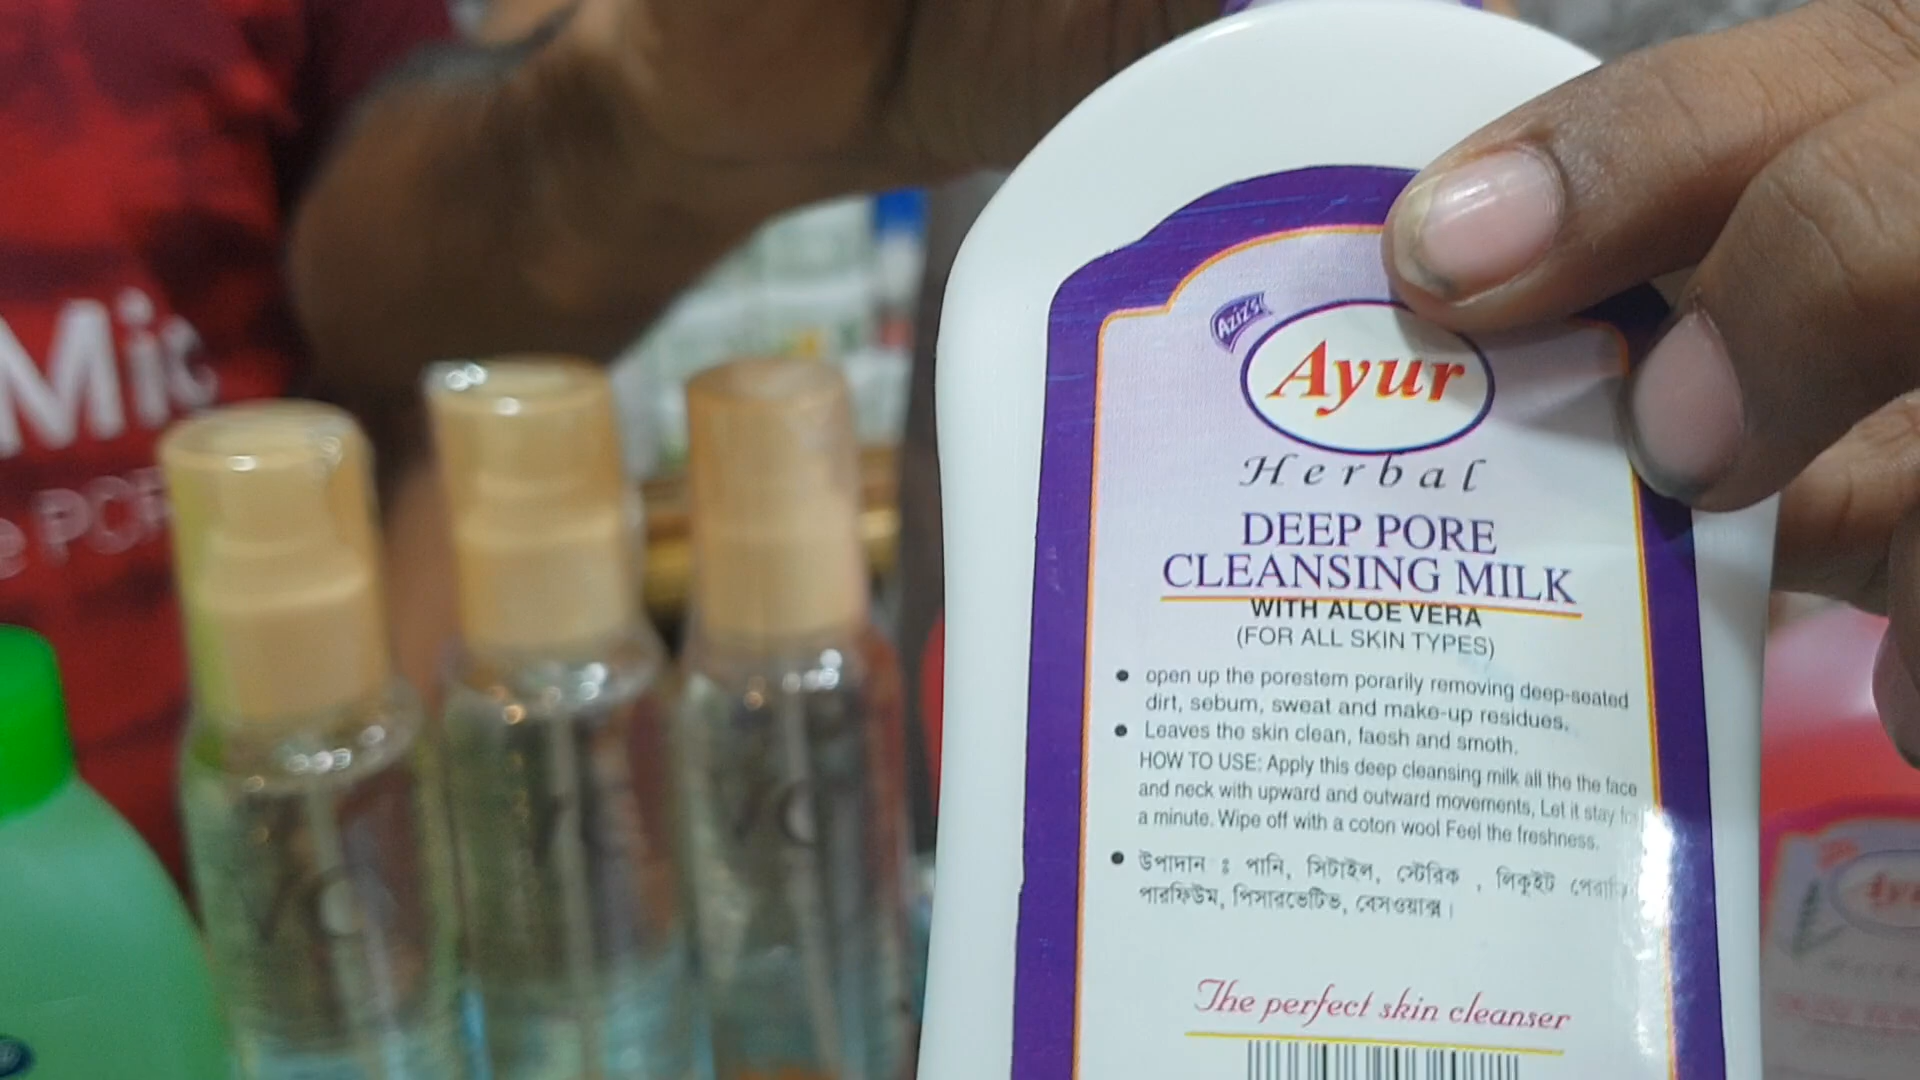 Mic
e POR
AZIZ'S
Ayur
Herbal
DEEP PORE
CLEANSING MILK
WITH ALOE VERA
(FOR ALL SKIN TYPES)
• open up the porestem porarily removing deep-seated
dirt, sebum, sweat and make-up residues.
• Leaves the skin clean, faesh and smoth.
HOW TO USE: Apply this deep cleansing milk all the the face
and neck with upward and outward movements, Let it stay
a minute. Wipe off with a coton wool Feel the freshness.
• উপাদান ঃ পানি, সিটাইল, স্টেরিক , লিকুইট
পারফিউম, পিসারভেটিভ, বেসওয়াক্স।
The perfect skin cleanser